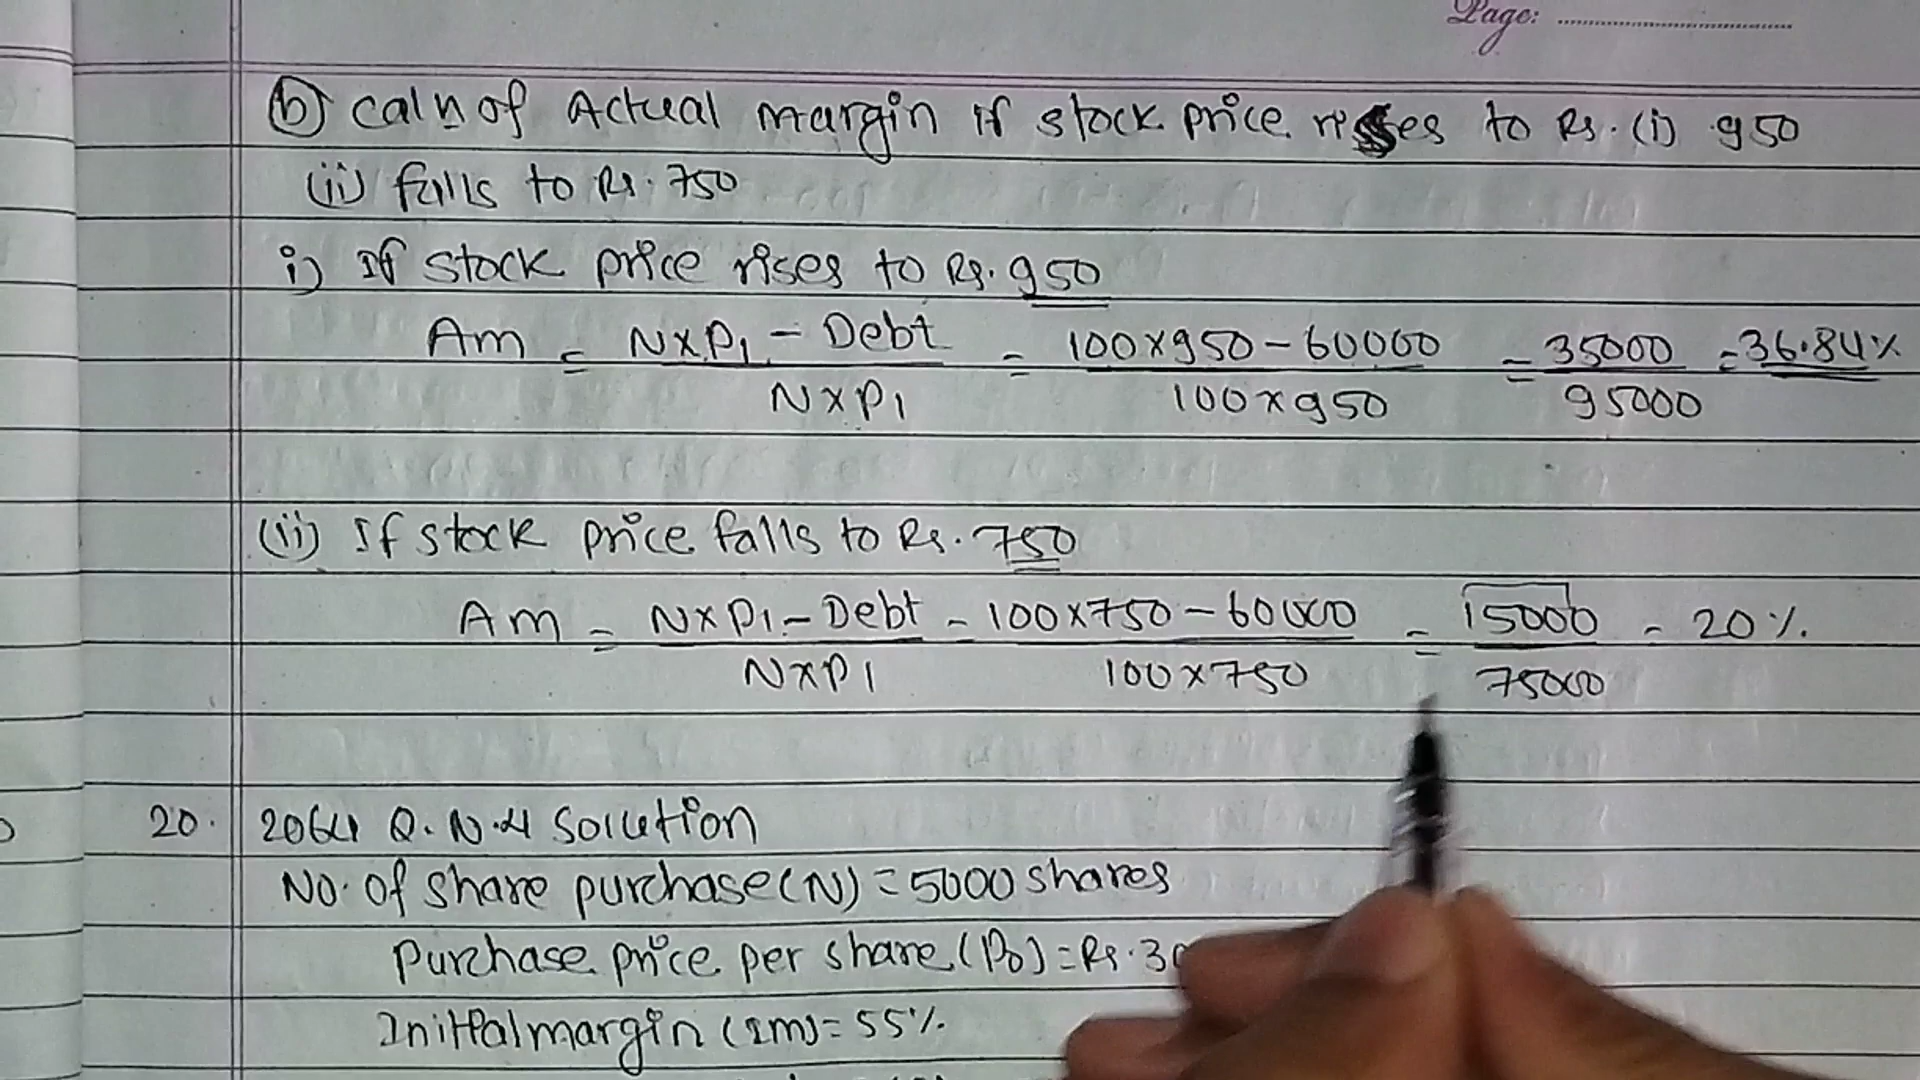 Page:
(b) Caln of Actual Margin if stock price rises to Rs. (i) 950
(ii) falls to Rs. 750
i) If stock price rises to Rs. 950
Am = N×P1 - Debt / N×P1 = 100×950 - 60000 / 100×950 = 35000 / 95000 = 36.84%
(ii) If stock price falls to Rs. 750
Am = N×P1 - Debt / N×P1 = 100×750 - 60000 / 100×750 = 15000 / 75000 = 20%
20. 2064 Q.N.4 Solution
No. of share purchase (N) = 5000 shares
Purchase price per share (P0) = Rs. 30
Initial margin (Im) = 55%